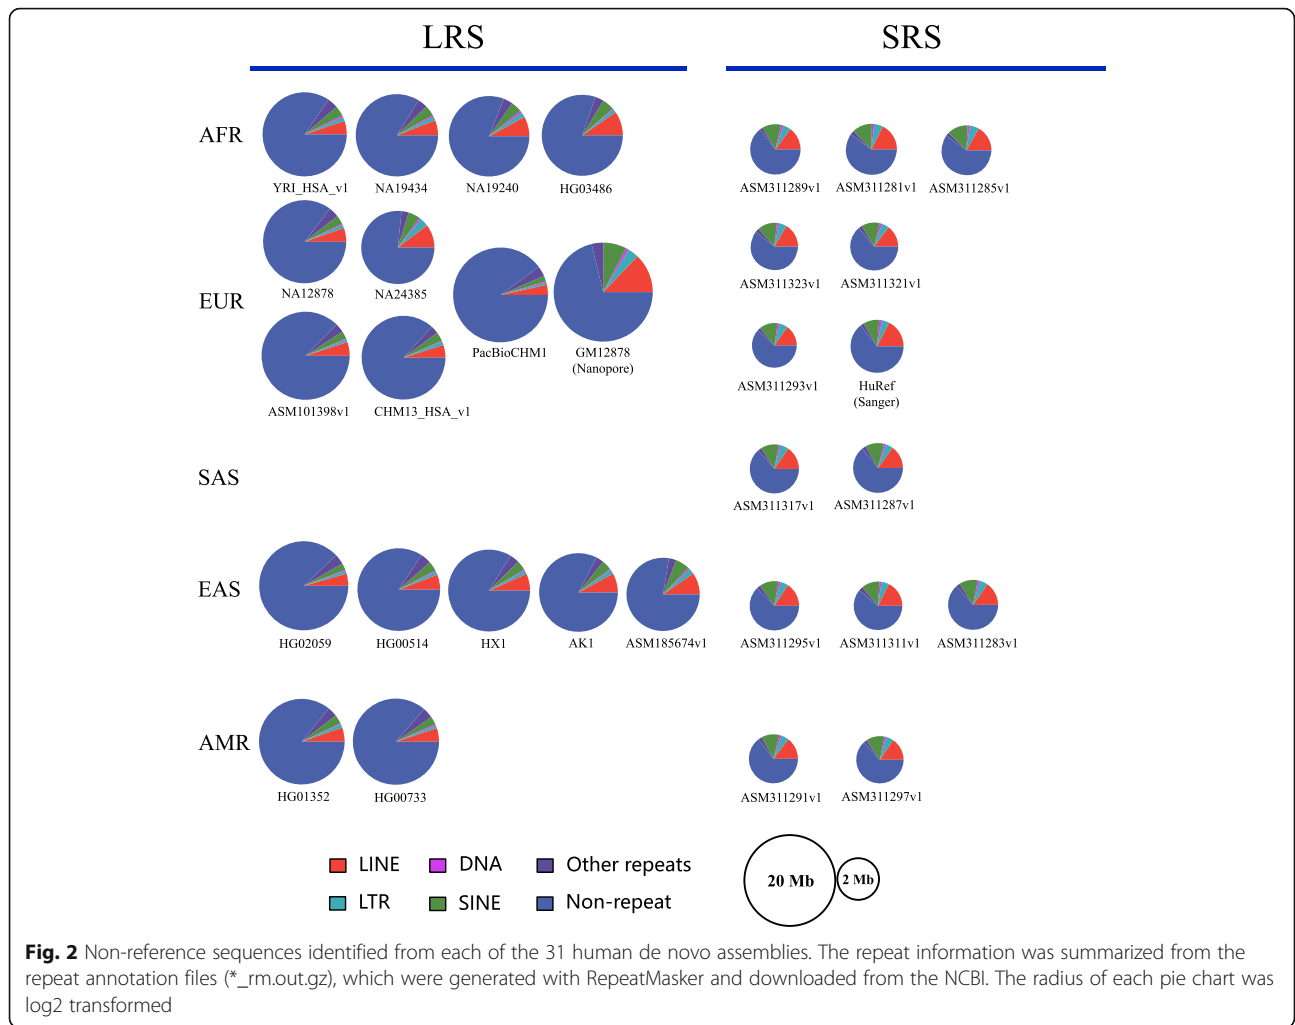 LRS
SRS
AFR
YRI_HSA_v1
NA19434
NA19240
HG03486
ASM311289v1
ASM311281v1
ASM311285v1
EUR
NA12878
NA24385
PacBioCHM1
GM12878
(Nanopore)
ASM101398v1
CHM13_HSA_v1
ASM311323v1
ASM311321v1
ASM311293v1
HuRef
(Sanger)
SAS
ASM311317v1
ASM311287v1
EAS
HG02059
HG00514
HX1
AK1
ASM185674v1
ASM311295v1
ASM311311v1
ASM311283v1
AMR
HG01352
HG00733
ASM311291v1
ASM311297v1
LINE
DNA
Other repeats
LTR
SINE
Non-repeat
20 Mb
2 Mb
Fig. 2 Non-reference sequences identified from each of the 31 human de novo assemblies. The repeat information was summarized from the
repeat annotation files (*_rm.out.gz), which were generated with RepeatMasker and downloaded from the NCBI. The radius of each pie chart was
log2 transformed